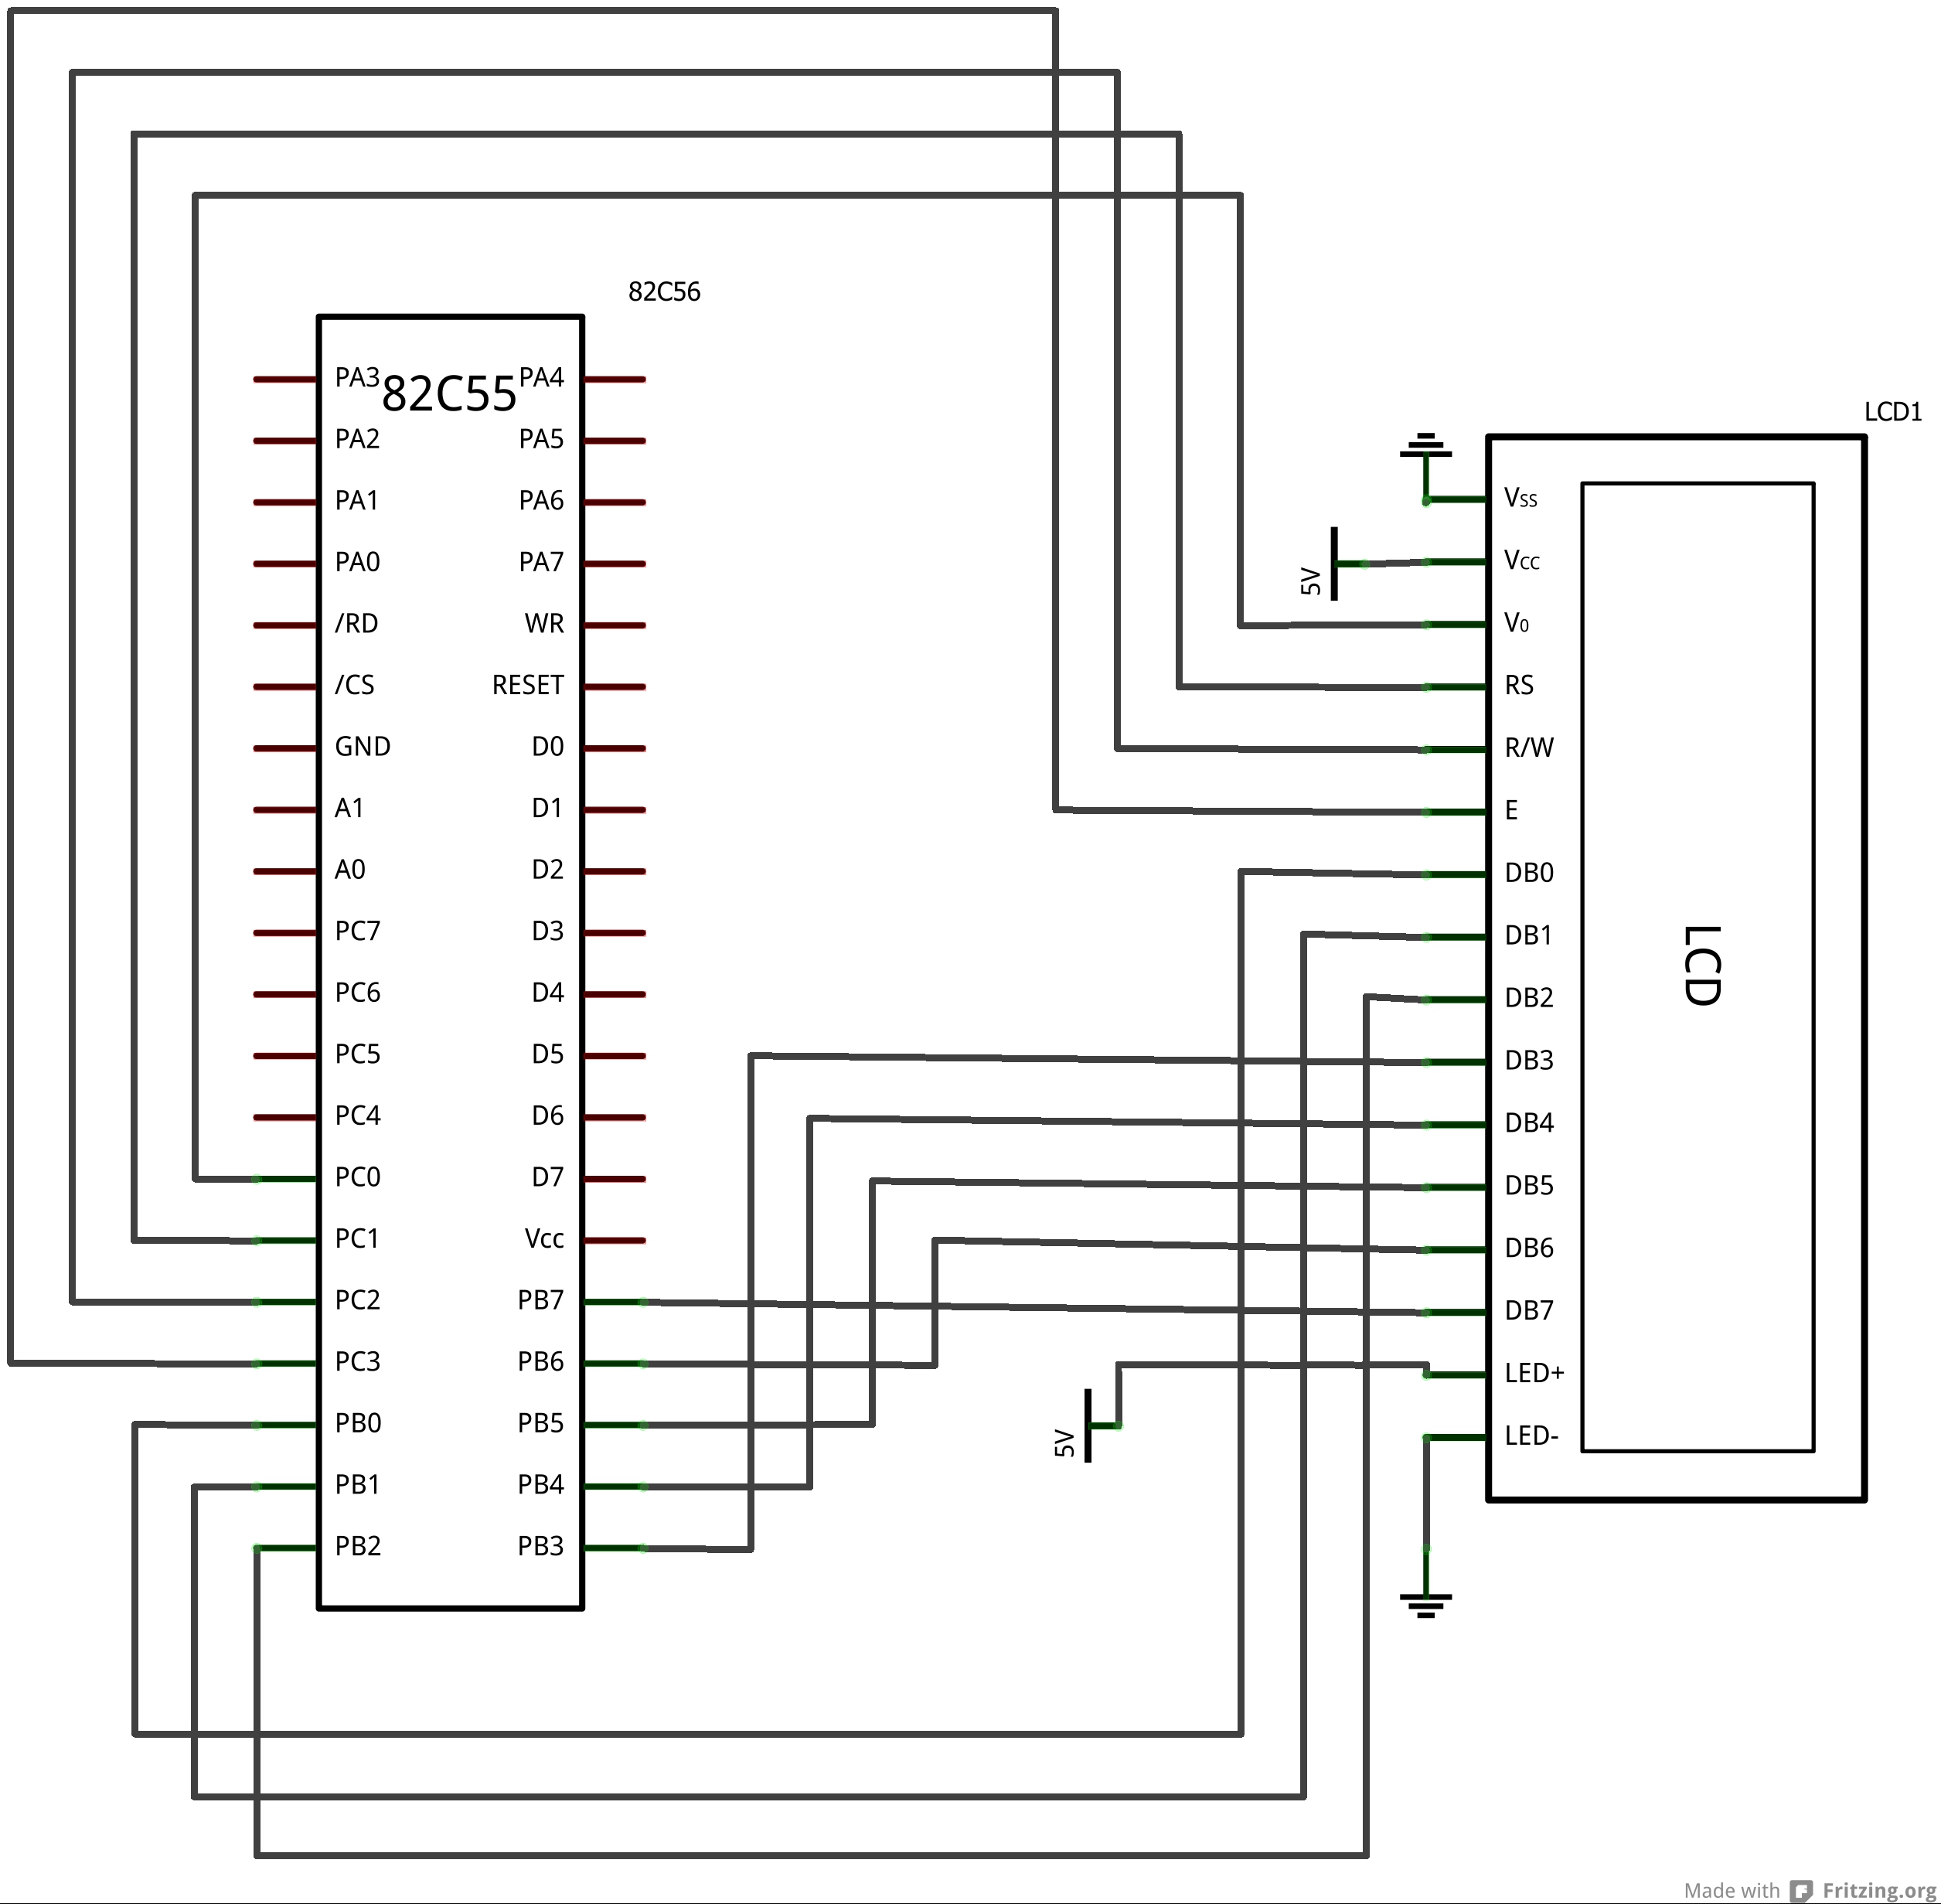 82C56
82C55
PA3
PA2
PA1
PA0
/RD
/CS
GND
A1
A0
PC7
PC6
PC5
PC4
PC0
PC1
PC2
PC3
PB0
PB1
PB2
PA4
PA5
PA6
PA7
WR
RESET
D0
D1
D2
D3
D4
D5
D6
D7
Vcc
PB7
PB6
PB5
PB4
PB3
5V
5V
LCD1
VSS
VCC
V0
RS
R/W
E
DB0
DB1
DB2
DB3
DB4
DB5
DB6
DB7
LED+
LED-
LCD
Made with Fritzing.org